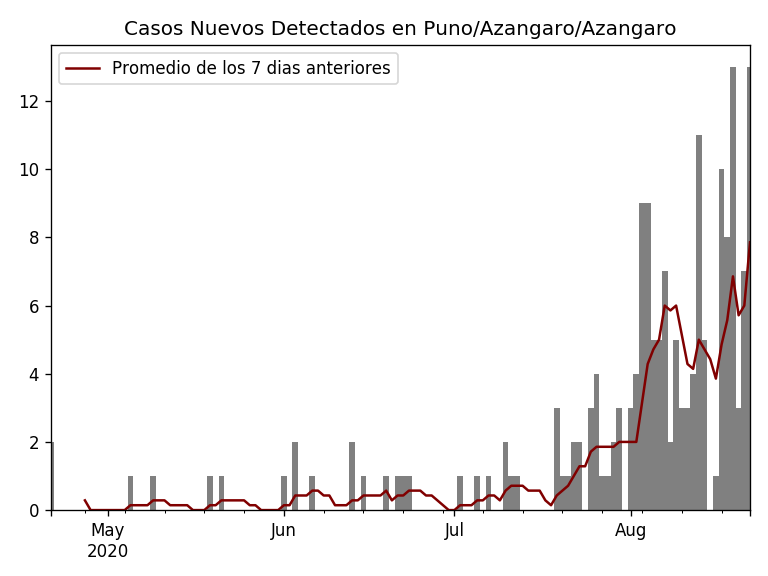 Casos Nuevos Detectados en Puno/Azangaro/Azangaro
Promedio de los 7 dias anteriores
12
10
8
6
4
2
0
May Jun Jul Aug
2020